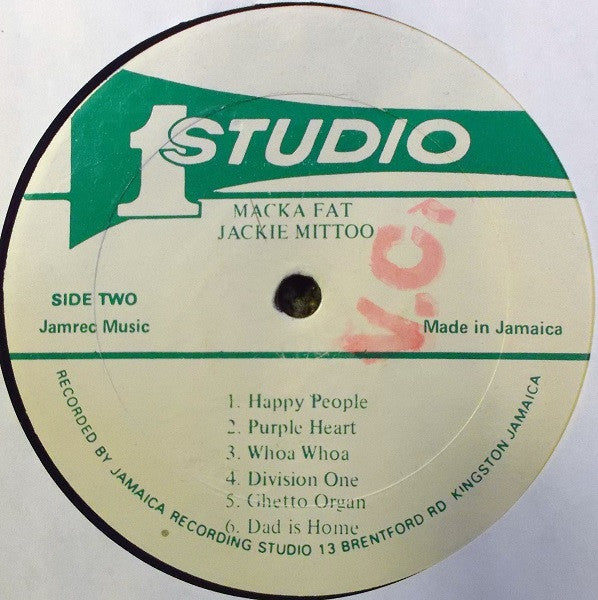 1 STUDIO
MACKA FAT
JACKIE MITTOO
V.C,
SIDE TWO
Jamrec Music
Made in Jamaica
1. Happy People
2. Purple Heart
3. Whoa Whoa
4. Division One
5. Ghetto Organ
6. Dad is Home
RECORDED BY JAMAICA RECORDING STUDIO 13 BRENTFORD RD KINGSTON JAMAICA